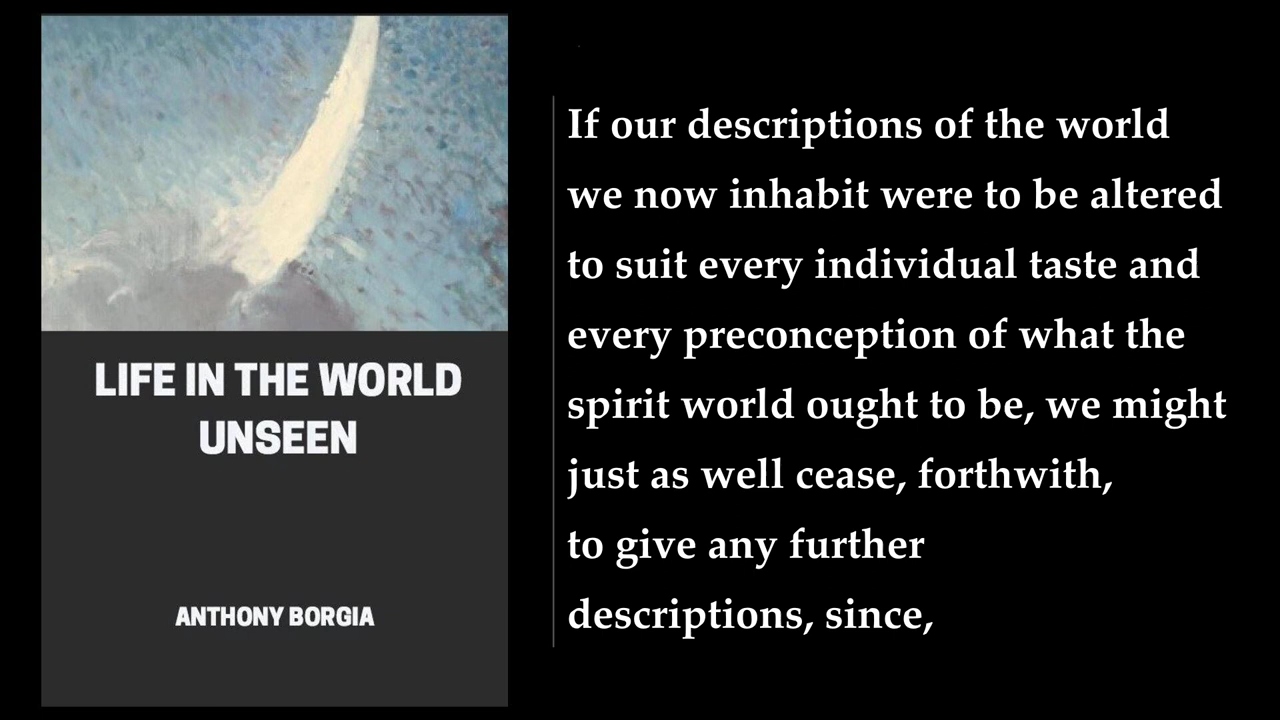 LIFE IN THE WORLD
UNSEEN
ANTHONY BORGIA
If our descriptions of the world
we now inhabit were to be altered
to suit every individual taste and
every preconception of what the
spirit world ought to be, we might
just as well cease, forthwith,
to give any further
descriptions, since,